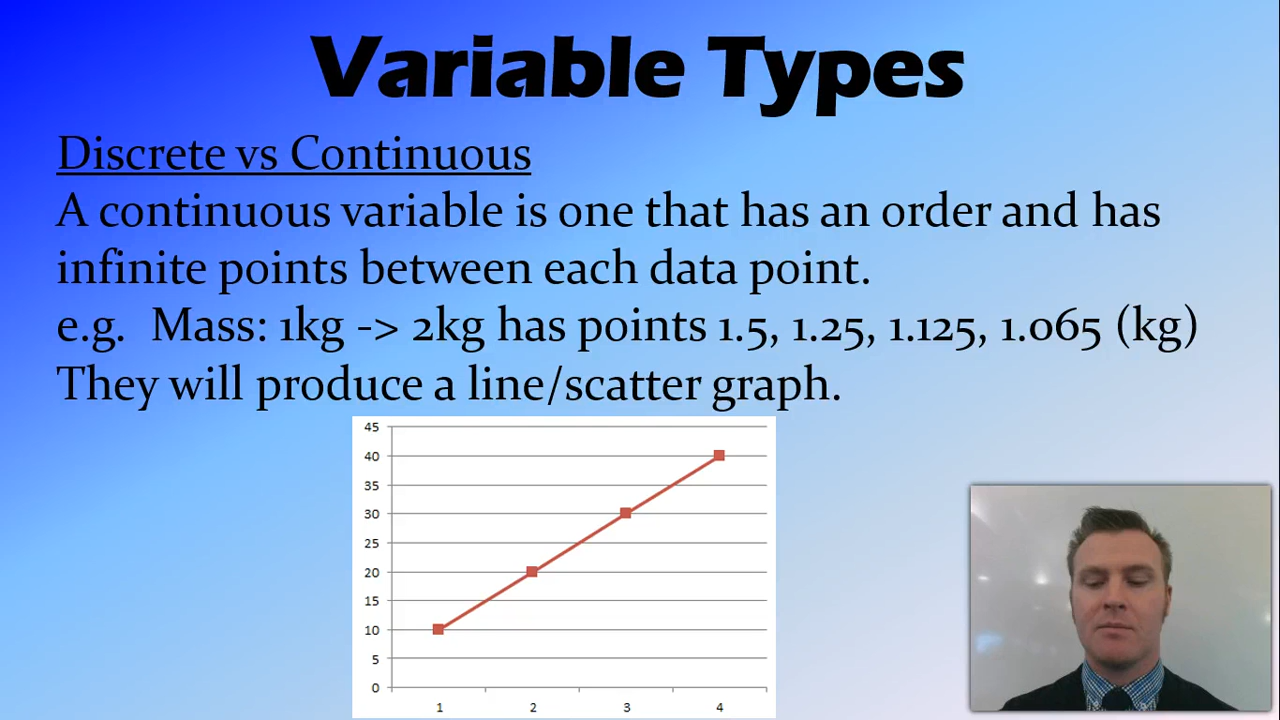 Variable Types
Discrete vs Continuous
A continuous variable is one that has an order and has
infinite points between each data point.
e.g. Mass: 1kg -> 2kg has points 1.5, 1.25, 1.125, 1.065 (kg)
They will produce a line/scatter graph.
45
40
35
30
25
20
15
10
5
0
1 2 3 4